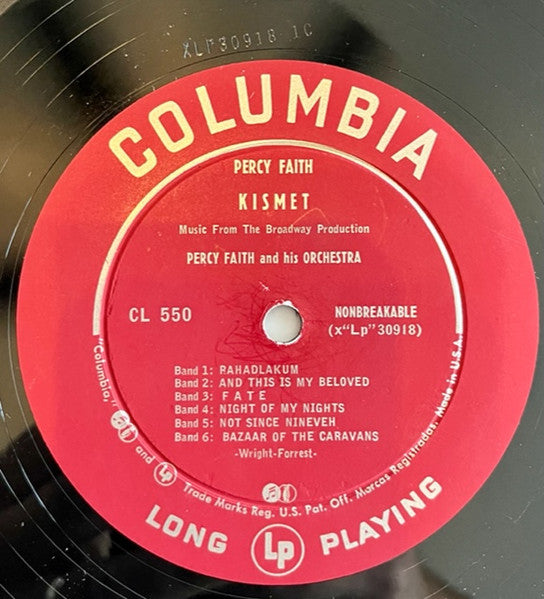 XLP30918 1C
COLUMBIA
PERCY FAITH
KISMET
Music From The Broadway Production
PERCY FAITH and his ORCHESTRA
CL 550
NONBREAKABLE
(x"Lp"30918)
Band 1: RAHADLAKUM
Band 2: AND THIS IS MY BELOVED
Band 3: FATE
Band 4: NIGHT OF MY NIGHTS
Band 5: NOT SINCE NINEVEH
Band 6: BAZAAR OF THE CARAVANS
-Wright-Forrest-
"Columbia," and Lp Trade Marks Reg. U.S. Pat. Off. Marcas Registradas. Made in U.S.A.
LONG Lp PLAYING